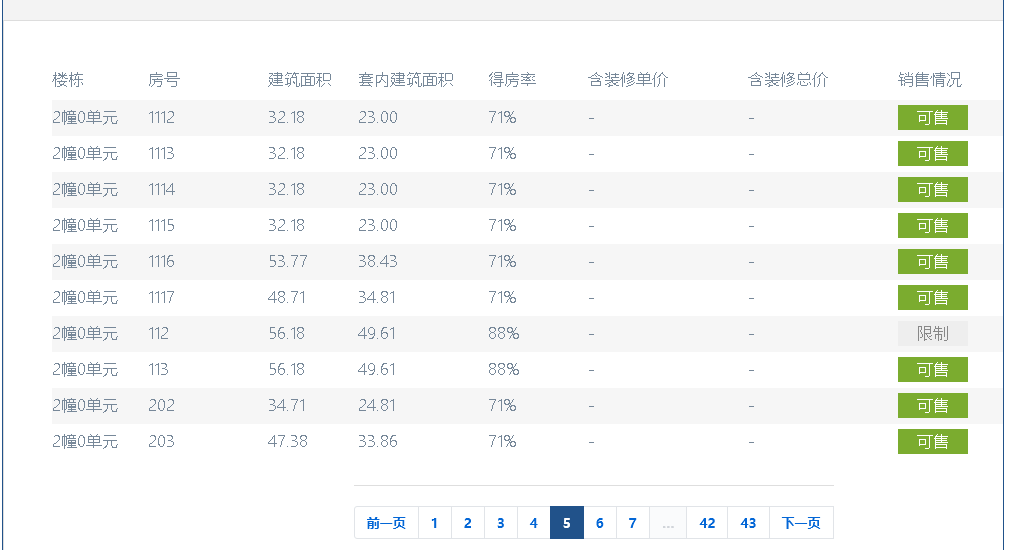 楼栋 房号 建筑面积 套内建筑面积 得房率 含装修单价 含装修总价 销售情况
2幢0单元 1112 32.18 23.00 71% - - 可售
2幢0单元 1113 32.18 23.00 71% - - 可售
2幢0单元 1114 32.18 23.00 71% - - 可售
2幢0单元 1115 32.18 23.00 71% - - 可售
2幢0单元 1116 53.77 38.43 71% - - 可售
2幢0单元 1117 48.71 34.81 71% - - 可售
2幢0单元 112 56.18 49.61 88% - - 限制
2幢0单元 113 56.18 49.61 88% - - 可售
2幢0单元 202 34.71 24.81 71% - - 可售
2幢0单元 203 47.38 33.86 71% - - 可售
前一页 1 2 3 4 5 6 7 ... 42 43 下一页